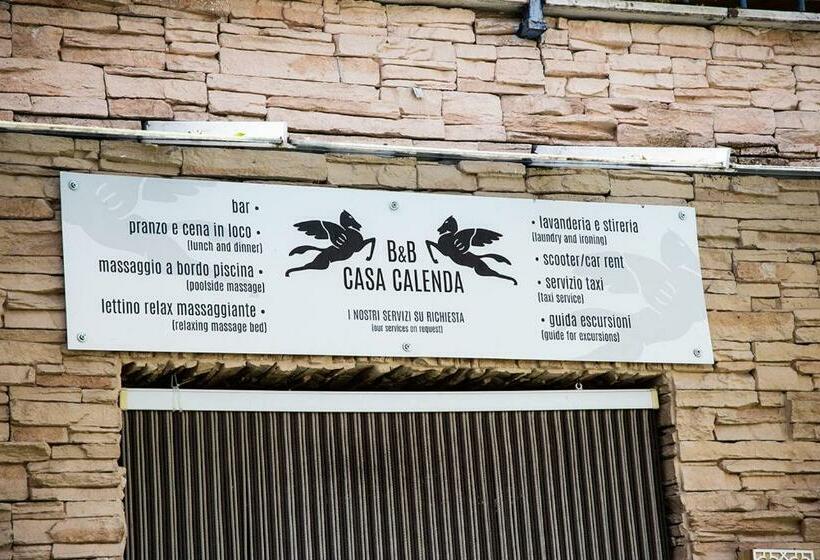 bar •
pranzo e cena in loco •
(lunch and dinner)
massaggio a bordo piscina •
(poolside massage)
lettino relax massaggiante •
(relaxing massage bed)
B&B
CASA CALENDA
I NOSTRI SERVIZI SU RICHIESTA
(our services on request)
• lavanderia e stireria
(laundry and ironing)
• scooter/car rent
• servizio taxi
(taxi service)
• guida escursioni
(guide for excursions)